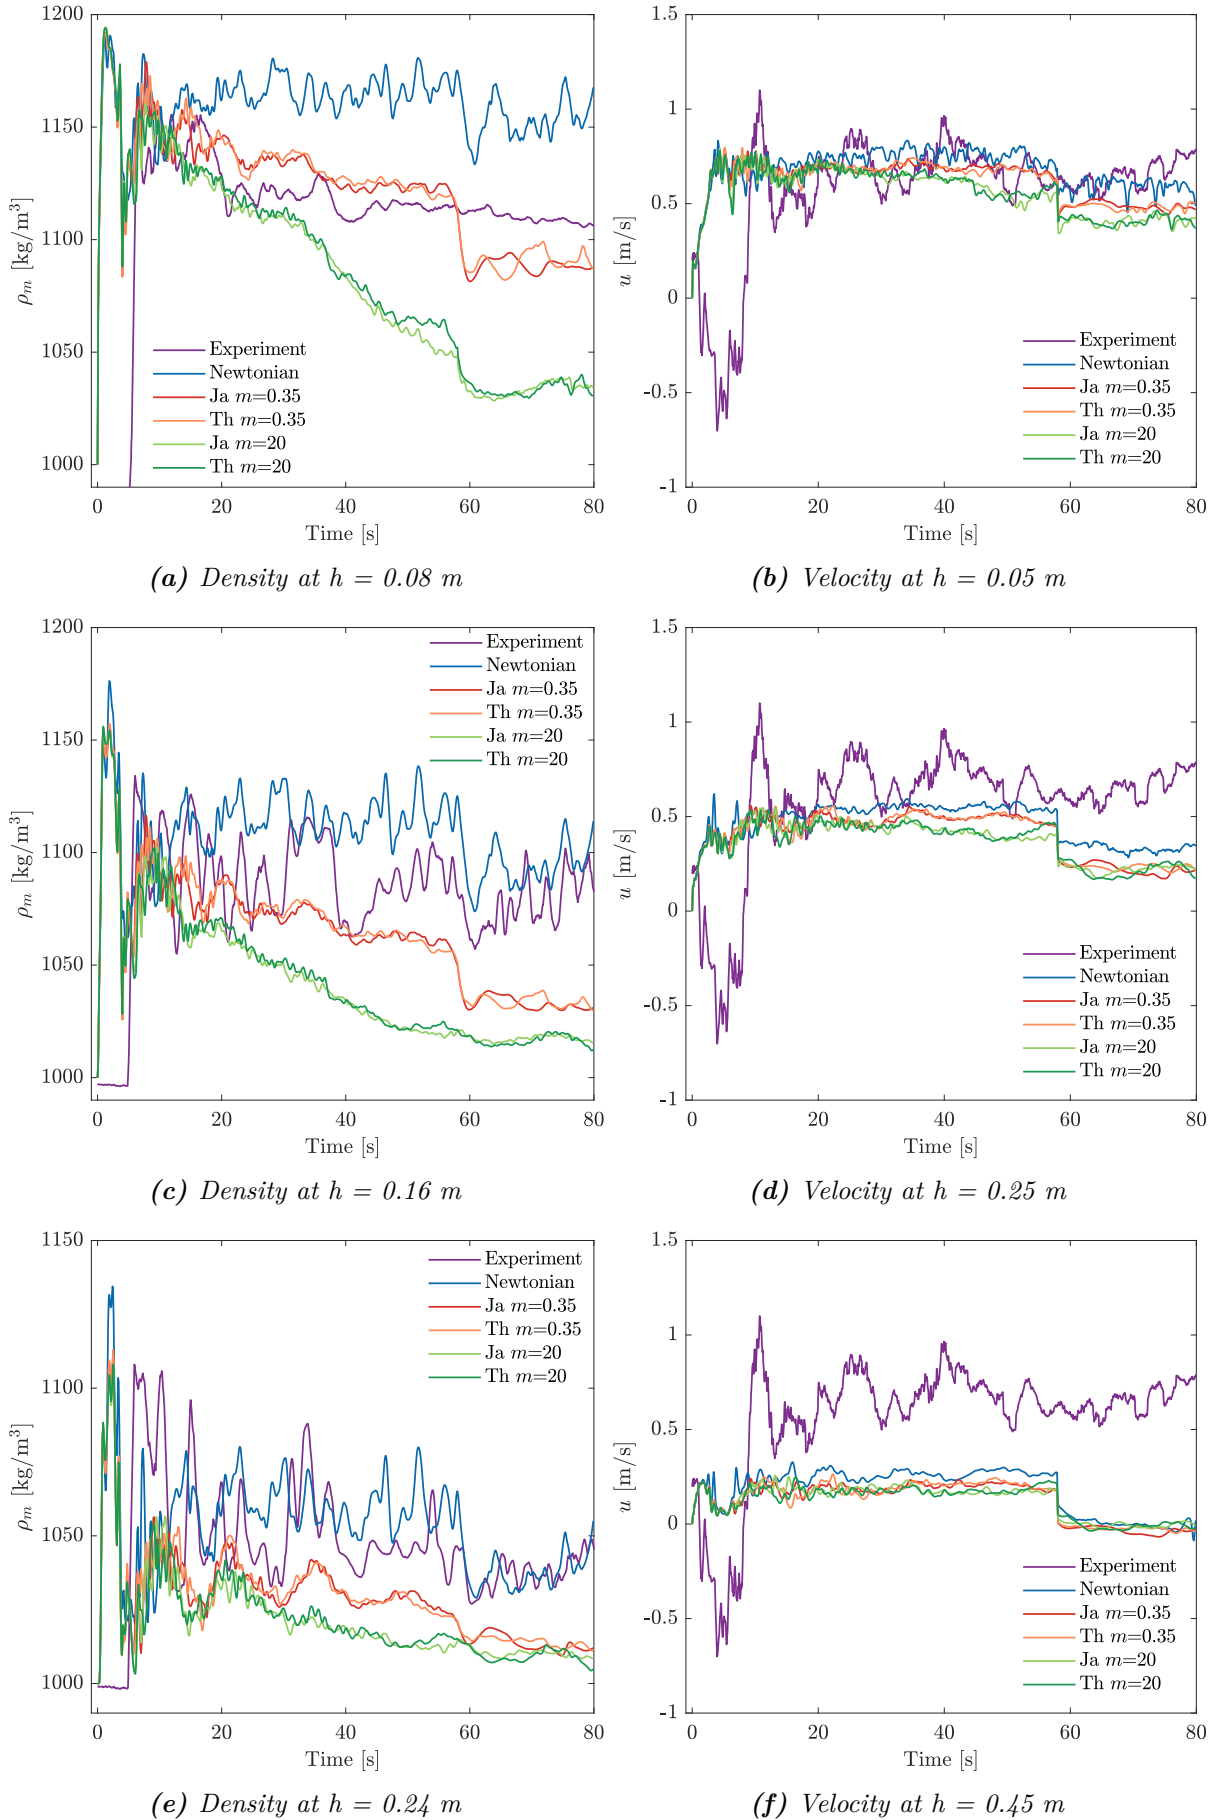 1200
1150
1100
1050
1000
ρm [kg/m³]
Experiment
Newtonian
Ja m=0.35
Th m=0.35
Ja m=20
Th m=20
0
20
40
60
80
Time [s]
(a) Density at h = 0.08 m
1.5
1
0.5
0
-0.5
-1
u [m/s]
Experiment
Newtonian
Ja m=0.35
Th m=0.35
Ja m=20
Th m=20
0
20
40
60
80
Time [s]
(b) Velocity at h = 0.05 m
1200
1150
1100
1050
1000
ρm [kg/m³]
Experiment
Newtonian
Ja m=0.35
Th m=0.35
Ja m=20
Th m=20
0
20
40
60
80
Time [s]
(c) Density at h = 0.16 m
1.5
1
0.5
0
-0.5
-1
u [m/s]
Experiment
Newtonian
Ja m=0.35
Th m=0.35
Ja m=20
Th m=20
0
20
40
60
80
Time [s]
(d) Velocity at h = 0.25 m
1150
1100
1050
1000
ρm [kg/m³]
Experiment
Newtonian
Ja m=0.35
Th m=0.35
Ja m=20
Th m=20
0
20
40
60
80
Time [s]
(e) Density at h = 0.24 m
1.5
1
0.5
0
-0.5
-1
u [m/s]
Experiment
Newtonian
Ja m=0.35
Th m=0.35
Ja m=20
Th m=20
0
20
40
60
80
Time [s]
(f) Velocity at h = 0.45 m